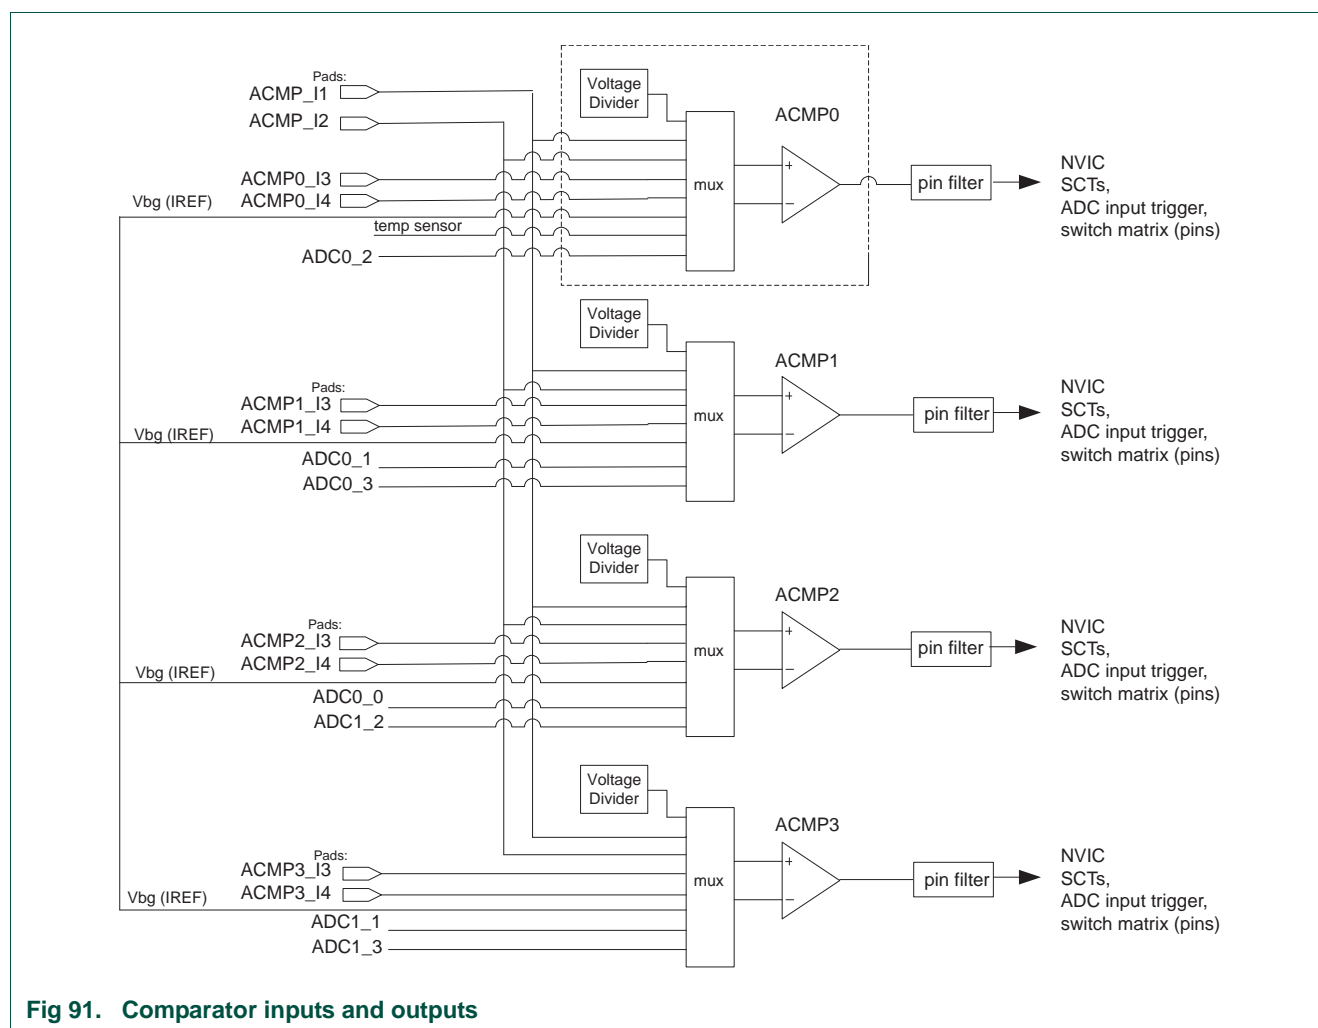 Pads:
ACMP_I1
ACMP_I2
Voltage
Divider
ACMP0
mux
+
−
pin filter
NVIC
SCTs,
ADC input trigger,
switch matrix (pins)
ACMP0_I3
Vbg (IREF)
ACMP0_I4
temp sensor
ADC0_2
Voltage
Divider
ACMP1
mux
+
−
pin filter
NVIC
SCTs,
ADC input trigger,
switch matrix (pins)
Pads:
ACMP1_I3
ACMP1_I4
Vbg (IREF)
ADC0_1
ADC0_3
Voltage
Divider
ACMP2
mux
+
−
pin filter
NVIC
SCTs,
ADC input trigger,
switch matrix (pins)
Pads:
ACMP2_I3
ACMP2_I4
Vbg (IREF)
ADC0_0
ADC1_2
Voltage
Divider
ACMP3
mux
+
−
pin filter
NVIC
SCTs,
ADC input trigger,
switch matrix (pins)
Pads:
ACMP3_I3
ACMP3_I4
Vbg (IREF)
ADC1_1
ADC1_3
Fig 91. Comparator inputs and outputs